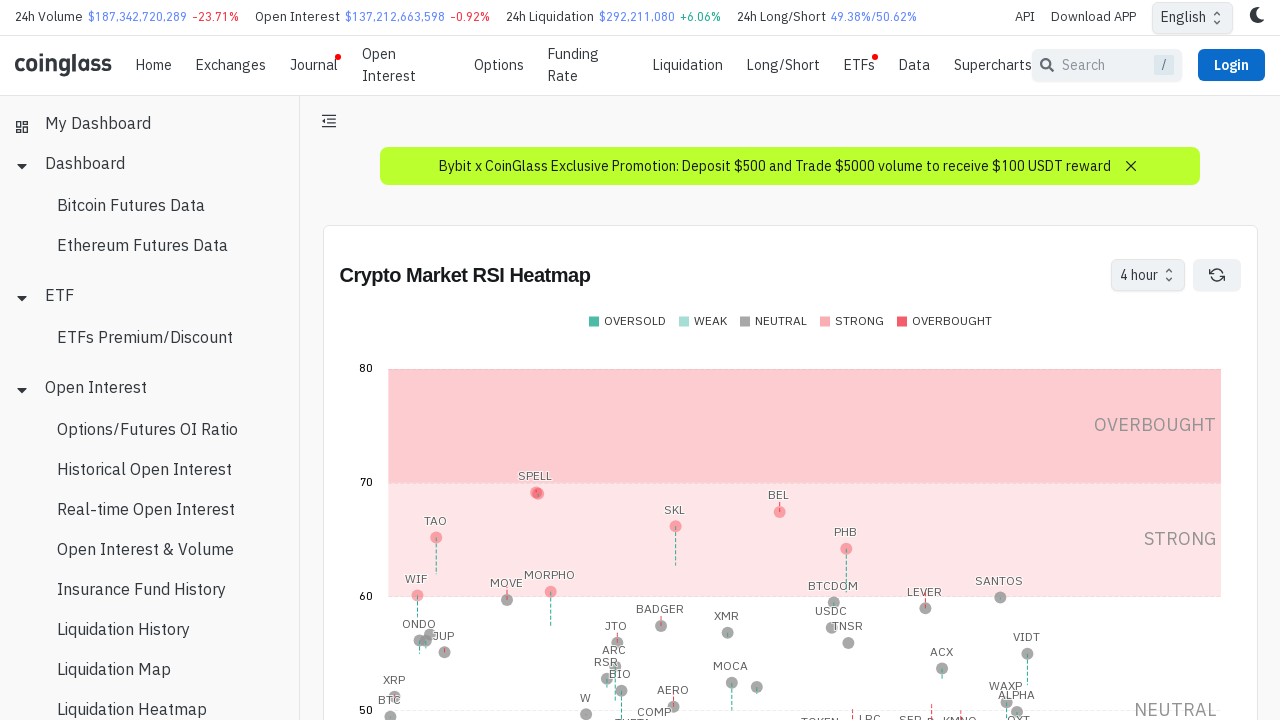 24h Volume $187,342,720,289 -23.71% Open Interest $137,212,663,598 -0.92% 24h Liquidation $292,211,080 +6.06% 24h Long/Short 49.38%/50.62% API Download APP English
coinglass Home Exchanges Journal Open Interest Options Funding Rate Liquidation Long/Short ETFs Data Supercharts Search / Login
My Dashboard
Dashboard
Bitcoin Futures Data
Ethereum Futures Data
ETF
ETFs Premium/Discount
Open Interest
Options/Futures OI Ratio
Historical Open Interest
Real-time Open Interest
Open Interest & Volume
Insurance Fund History
Liquidation History
Liquidation Map
Liquidation Heatmap
Bybit x CoinGlass Exclusive Promotion: Deposit $500 and Trade $5000 volume to receive $100 USDT reward
Crypto Market RSI Heatmap 4 hour
OVERSOLD WEAK NEUTRAL STRONG OVERBOUGHT
80
OVERBOUGHT
70
SPELL
BEL
SKL
TAO
PHB
STRONG
WIF
MORPHO
MOVE
BTCDOM
LEVER
SANTOS
60
BADGER
USDC
XMR
ONDO
JTO
TNSR
JUP
VIDT
ARC
ACX
RSR
MOCA
BIO
XRP
WAXP
AERO
ALPHA
BTC
W
50
COMP
NEUTRAL